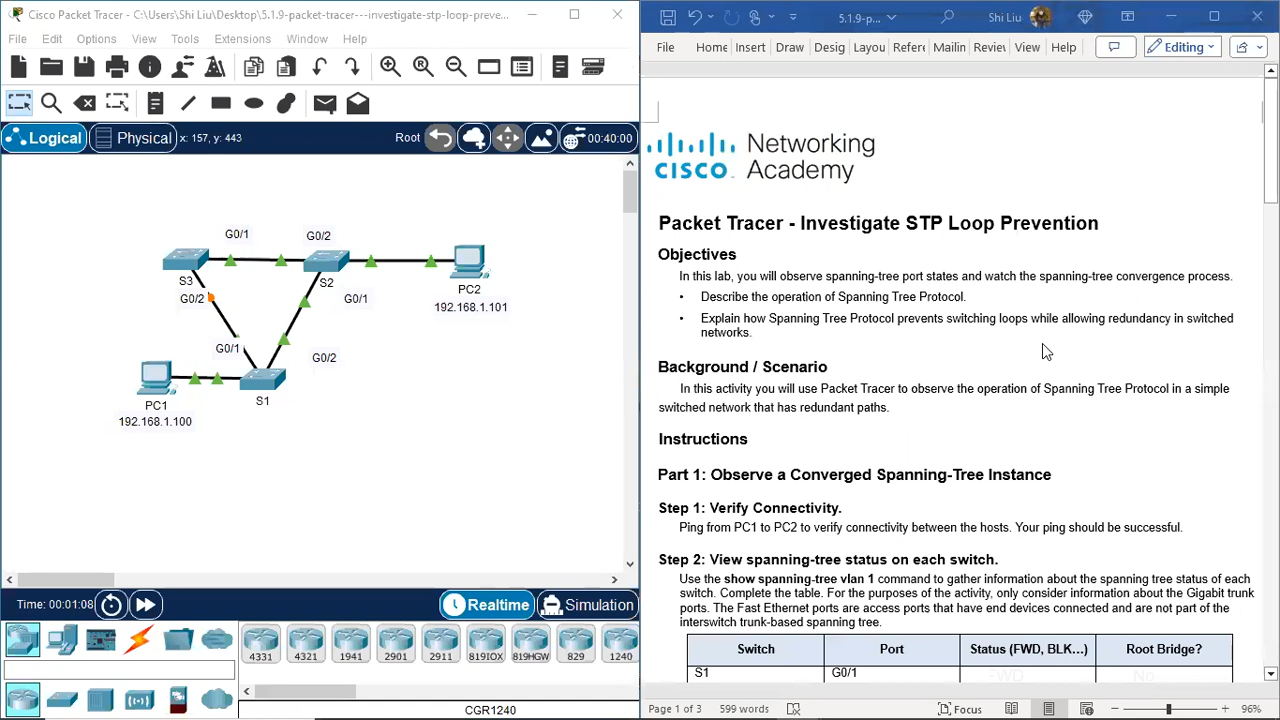 Cisco Packet Tracer - C:\Users\Shi Liu\Desktop\5.1.9-packet-tracer---investigate-stp-loop-preve...
File Edit Options View Tools Extensions Window Help
Logical Physical x: 157, y: 443 Root 00:40:00
G0/1 G0/2
S3 S2 PC2
G0/2 G0/1 192.168.1.101
G0/1 G0/2
PC1 S1
192.168.1.100
Time: 00:01:08 Realtime Simulation
4331 4321 1941 2901 2911 819IOX 819HGW 829 1240
CGR1240
5.1.9-p... Shi Liu
File Home Insert Draw Desig Layou Referr Mailin Reviev View Help Editing
CISCO Networking Academy
Packet Tracer - Investigate STP Loop Prevention
Objectives
In this lab, you will observe spanning-tree port states and watch the spanning-tree convergence process.
• Describe the operation of Spanning Tree Protocol.
• Explain how Spanning Tree Protocol prevents switching loops while allowing redundancy in switched
networks.
Background / Scenario
In this activity you will use Packet Tracer to observe the operation of Spanning Tree Protocol in a simple
switched network that has redundant paths.
Instructions
Part 1: Observe a Converged Spanning-Tree Instance
Step 1: Verify Connectivity.
Ping from PC1 to PC2 to verify connectivity between the hosts. Your ping should be successful.
Step 2: View spanning-tree status on each switch.
Use the show spanning-tree vlan 1 command to gather information about the spanning tree status of each
switch. Complete the table. For the purposes of the activity, only consider information about the Gigabit trunk
ports. The Fast Ethernet ports are access ports that have end devices connected and are not part of the
interswitch trunk-based spanning tree.
Switch Port Status (FWD, BLK...) Root Bridge?
S1 G0/1 No
Page 1 of 3 599 words Focus 96%